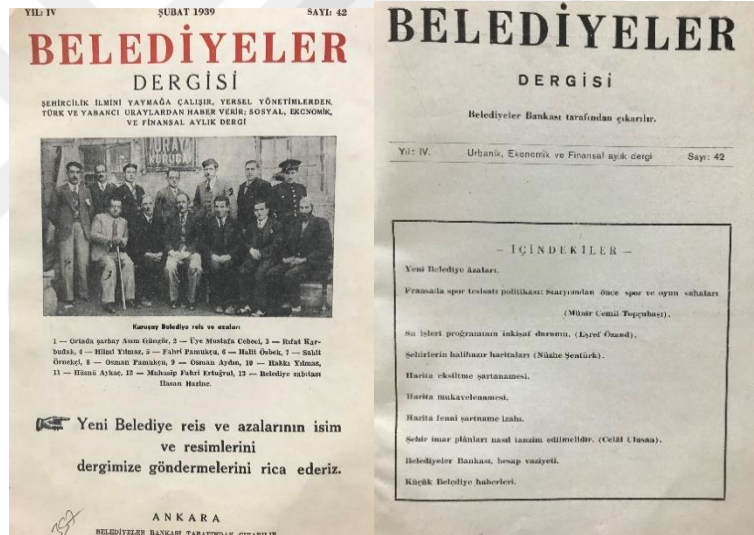 YIL: IV ŞUBAT 1939 SAYI: 42
BELEDİYELER
DERGİSİ
ŞEHİRCİLİK İLMİNİ YAYMAĞA ÇALIŞIR, YERSEL YÖNETİMLERDEN,
TÜRK VE YABANCI URAYLARDAN HABER VERİR; SOSYAL, EKONOMİK,
VE FİNANSAL AYLIK DERGİ
URAY
KURUÇAY
Karuçay Belediye reis ve azaları
1 — Ortada şarbay Asım Güngör, 2 — Üye Mustafa Cebeci, 3 — Rıfat Kar-
budak, 4 — Hilmi Yılmaz, 5 — Fahri Pamukçu, 6 — Halit Özbek, 7 — Sabit
Örnekçi, 8 — Osman Pamukçu, 9 — Osman Aydın, 10 — Hakkı Yılmaz,
11 — Hüsnü Aykaç, 12 — Muhasip Fahri Ertuğrul, 13 — Belediye zabıtası
Hasan Hazine.
Yeni Belediye reis ve azalarının isim
ve resimlerini
dergimize göndermelerini rica ederiz.
ANKARA
BELEDİYELER BANKASI TARAFINDAN ÇIKARILIR
BELEDİYELER
DERGİSİ
Belediyeler Bankası tarafından çıkarılır.
Yıl: IV. Urbanik, Ekonomik ve Finansal aylık dergi Sayı: 42
— İÇİNDEKİLER —
Yeni Belediye Azaları.
Fransada spor tesisatı politikası: Statyomdan önce spor ve oyun sahaları
(Münir Cemil Topçubaşı).
Su işleri programının inkişaf durumu. (Eşref Özand).
Şehirlerin halihazır haritaları (Nüzhe Şentürk).
Harita eksiltme şartnamesi.
Harita mukavelenamesi.
Harita fenni şartname izahı.
Şehir imar plânları nasıl tanzim edilmelidir. (Celâl Ulusan).
Belediyeler Bankası, hesap vaziyeti.
Küçük Belediye haberleri.